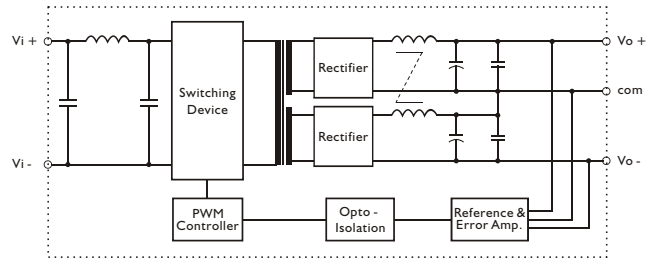 Vi +
Vi -
Switching
Device
Rectifier
Rectifier
Vo +
com
Vo -
PWM
Controller
Opto -
Isolation
Reference &
Error Amp.